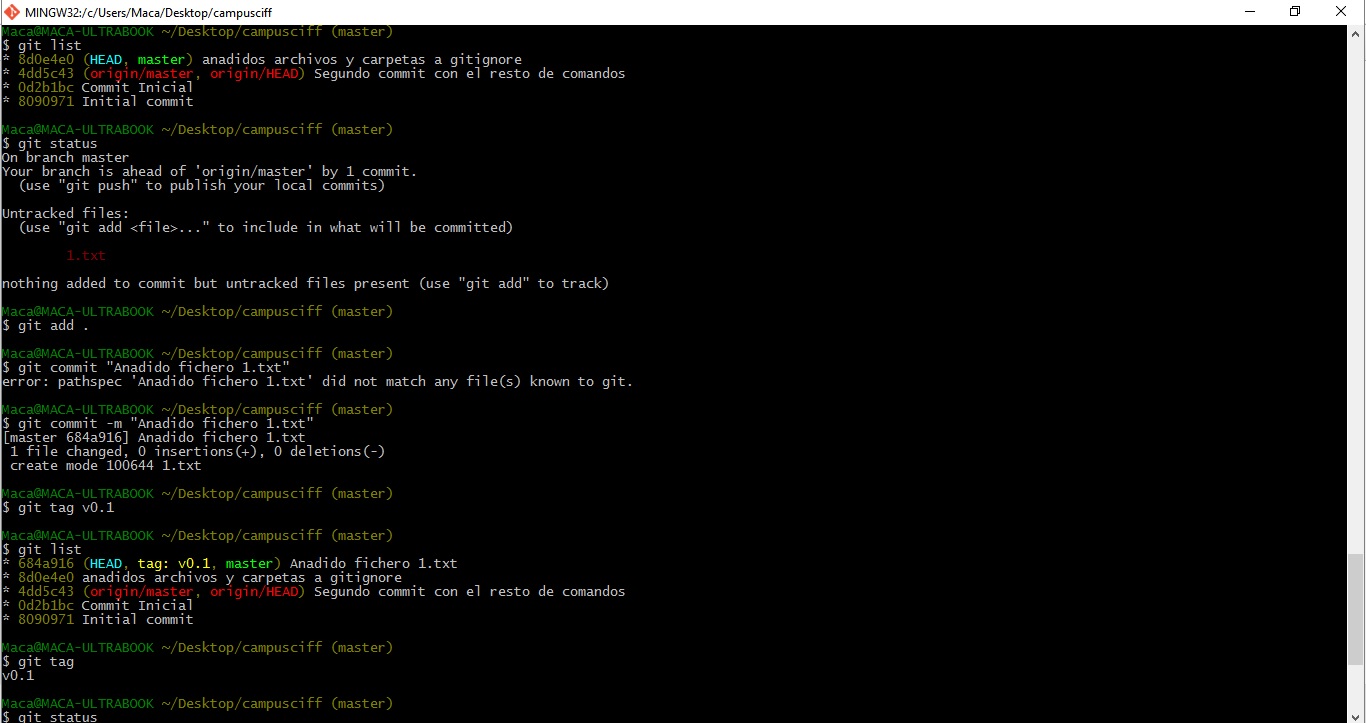 MINGW32:/c/Users/Maca/Desktop/campusciff
Maca@MACA-ULTRABOOK ~/Desktop/campusciff (master)
$ git list
* 8d0e4e0 (HEAD, master) anadidos archivos y carpetas a gitignore
* 4dd5c43 (origin/master, origin/HEAD) Segundo commit con el resto de comandos
* 0d2b1bc Commit Inicial
* 8090971 Initial commit
Maca@MACA-ULTRABOOK ~/Desktop/campusciff (master)
$ git status
On branch master
Your branch is ahead of 'origin/master' by 1 commit.
(use "git push" to publish your local commits)
Untracked files:
(use "git add <file>..." to include in what will be committed)
1.txt
nothing added to commit but untracked files present (use "git add" to track)
Maca@MACA-ULTRABOOK ~/Desktop/campusciff (master)
$ git add .
Maca@MACA-ULTRABOOK ~/Desktop/campusciff (master)
$ git commit "Anadido fichero 1.txt"
error: pathspec 'Anadido fichero 1.txt' did not match any file(s) known to git.
Maca@MACA-ULTRABOOK ~/Desktop/campusciff (master)
$ git commit -m "Anadido fichero 1.txt"
[master 684a916] Anadido fichero 1.txt
1 file changed, 0 insertions(+), 0 deletions(-)
create mode 100644 1.txt
Maca@MACA-ULTRABOOK ~/Desktop/campusciff (master)
$ git tag v0.1
Maca@MACA-ULTRABOOK ~/Desktop/campusciff (master)
$ git list
* 684a916 (HEAD, tag: v0.1, master) Anadido fichero 1.txt
* 8d0e4e0 anadidos archivos y carpetas a gitignore
* 4dd5c43 (origin/master, origin/HEAD) Segundo commit con el resto de comandos
* 0d2b1bc Commit Inicial
* 8090971 Initial commit
Maca@MACA-ULTRABOOK ~/Desktop/campusciff (master)
$ git tag
v0.1
Maca@MACA-ULTRABOOK ~/Desktop/campusciff (master)
$ git status